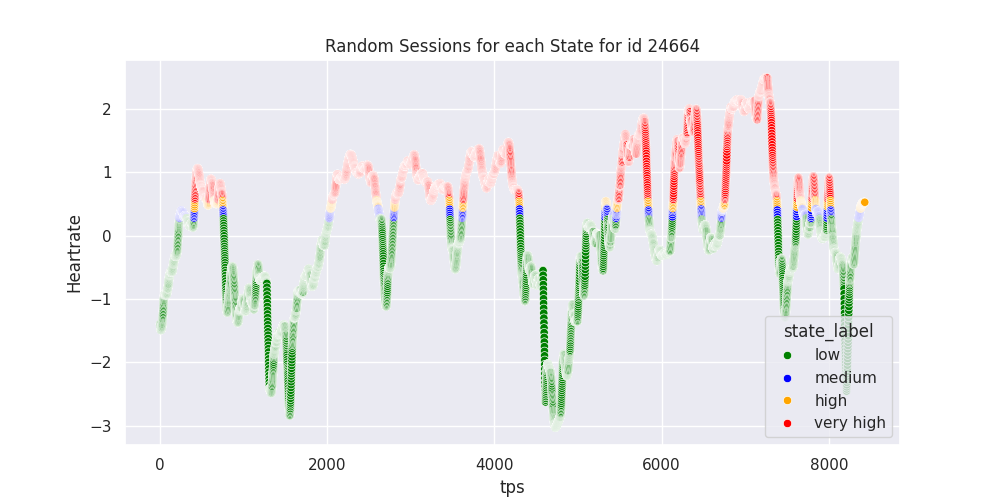 Random Sessions for each State for id 24664
Heartrate
2
1
0
−1
−2
−3
0
2000
4000
6000
8000
tps
state_label
low
medium
high
very high